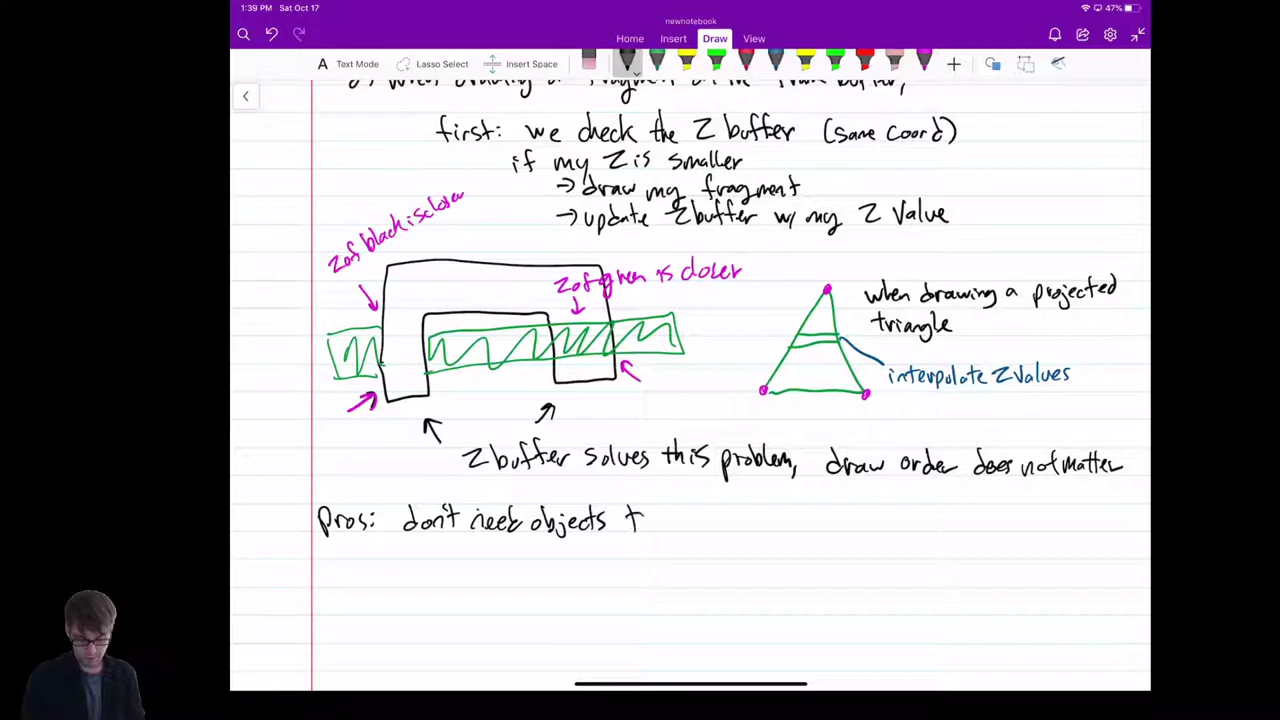 1:39 PM Sat Oct 17
47%
newnotebook
Home Insert Draw View
Text Mode Lasso Select Insert Space
fragment
first: we check the Z buffer (same coord)
if my Z is smaller
→ draw my fragment
→ update Zbuffer w/ my Z value
z of black is closer
z of green is closer
when drawing a projected
triangle
interpolate Z values
Z buffer solves this problem, draw order does not matter
Pros: don't need objects t